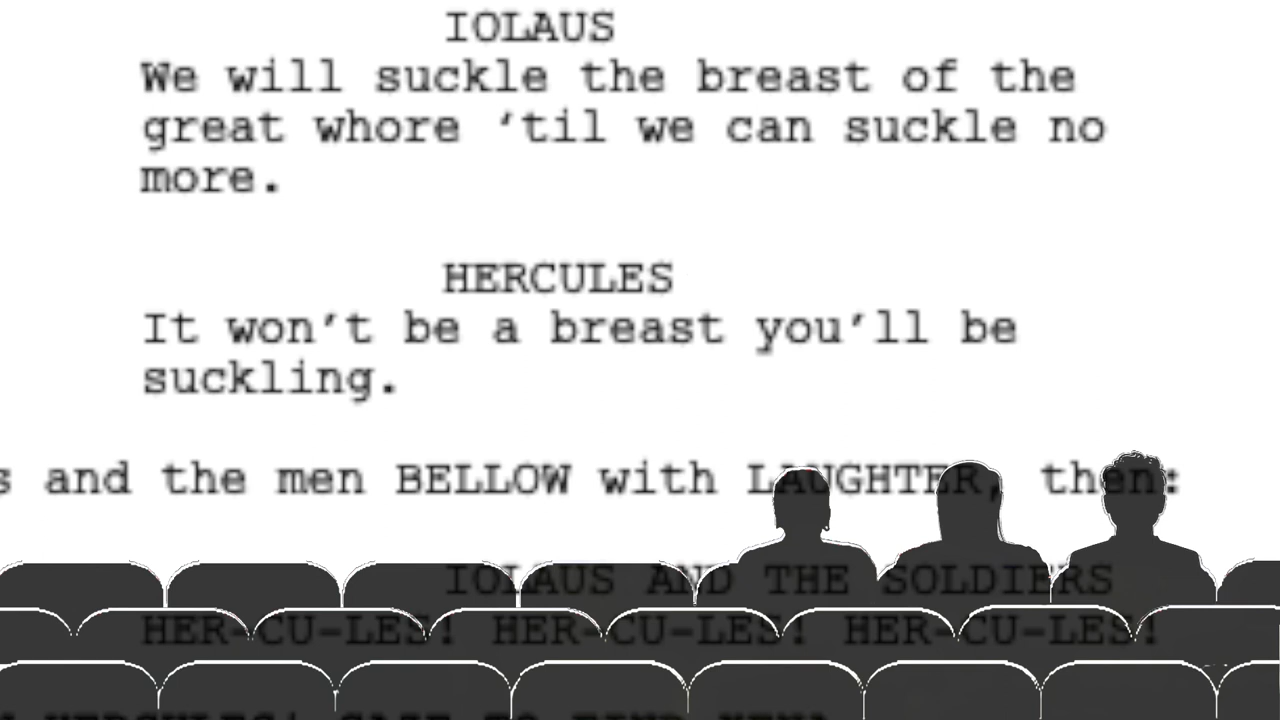 IOLAUS
We will suckle the breast of the
great whore ‘til we can suckle no
more.
HERCULES
It won’t be a breast you’ll be
suckling.
s and the men BELLOW with LAUGHTER, then:
IOLAUS AND THE SOLDIERS
HER-CU-LES! HER-CU-LES! HER-CU-LES!